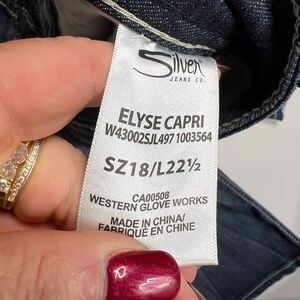 Silver
JEANS CO.
ELYSE CAPRI
W43002SJL497 1003564
SZ18/L22½
CA00508
WESTERN GLOVE WORKS
MADE IN CHINA/
FABRIQUÉ EN CHINE